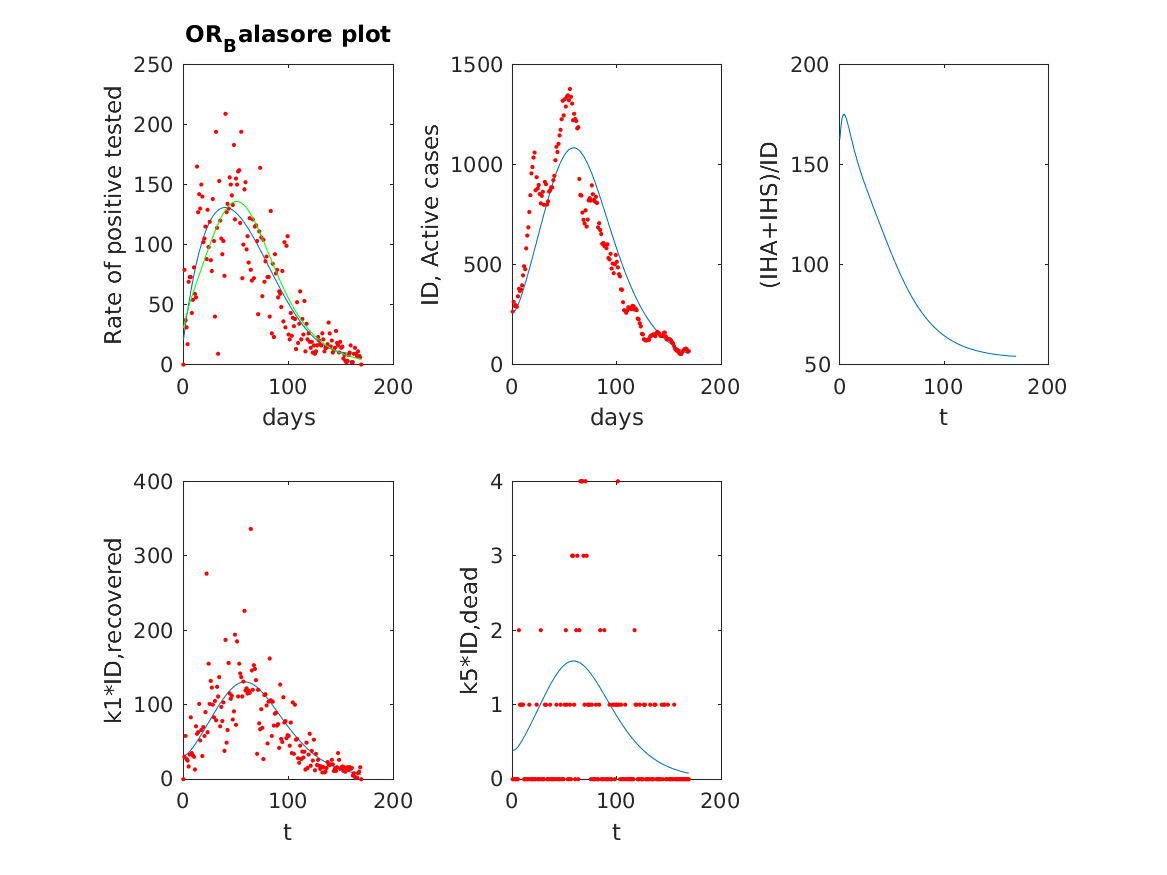 OR_Balasore plot
250
200
150
100
50
0
Rate of positive tested
0 100 200
days
1500
1000
500
0
ID, Active cases
0 100 200
days
200
150
100
50
(IHA+IHS)/ID
0 100 200
t
400
300
200
100
0
k1*ID,recovered
0 100 200
t
4
3
2
1
0
k5*ID,dead
0 100 200
t